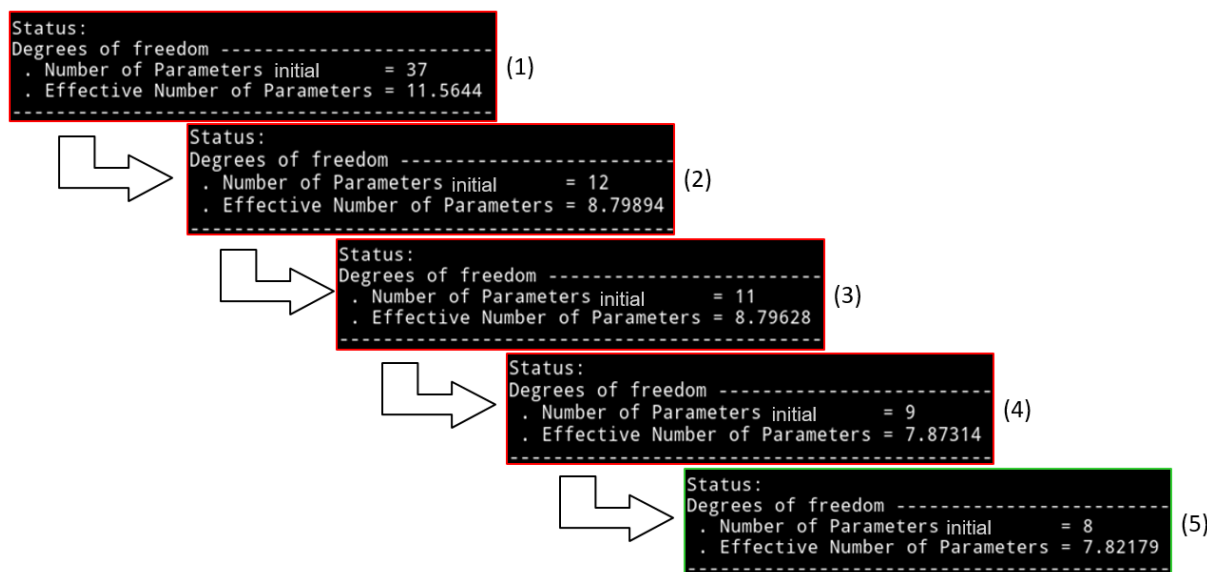 Status:
Degrees of freedom -------------------------
. Number of Parameters initial = 37
. Effective Number of Parameters = 11.5644
--------------------------------------------
(1)
Status:
Degrees of freedom -------------------------
. Number of Parameters initial = 12
. Effective Number of Parameters = 8.79894
--------------------------------------------
(2)
Status:
Degrees of freedom -------------------------
. Number of Parameters initial = 11
. Effective Number of Parameters = 8.79628
--------------------------------------------
(3)
Status:
Degrees of freedom -------------------------
. Number of Parameters initial = 9
. Effective Number of Parameters = 7.87314
--------------------------------------------
(4)
Status:
Degrees of freedom -------------------------
. Number of Parameters initial = 8
. Effective Number of Parameters = 7.82179
--------------------------------------------
(5)